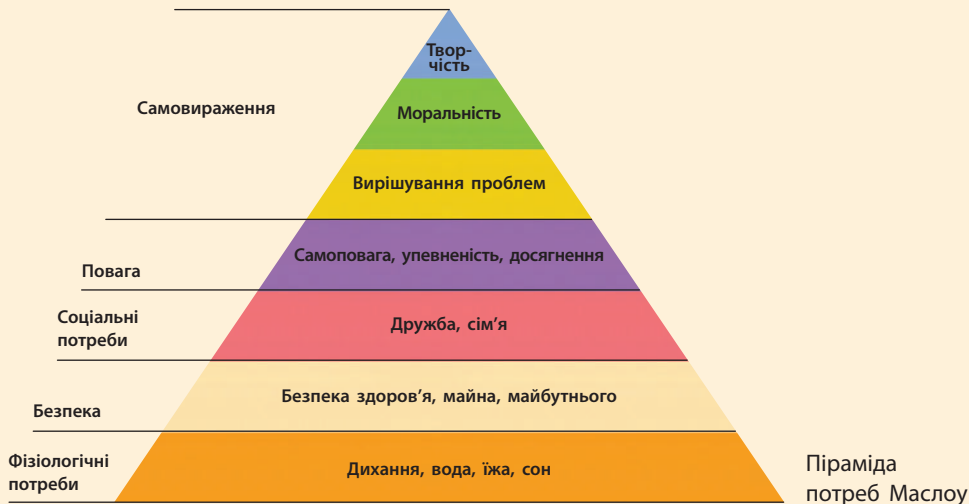 Твор-
чість
Самовираження
Моральність
Вирішування проблем
Самоповага, упевненість, досягнення
Повага
Соціальні
потреби
Дружба, сім’я
Безпека здоров’я, майна, майбутнього
Безпека
Фізіологічні
потреби
Дихання, вода, їжа, сон
Піраміда
потреб Маслоу